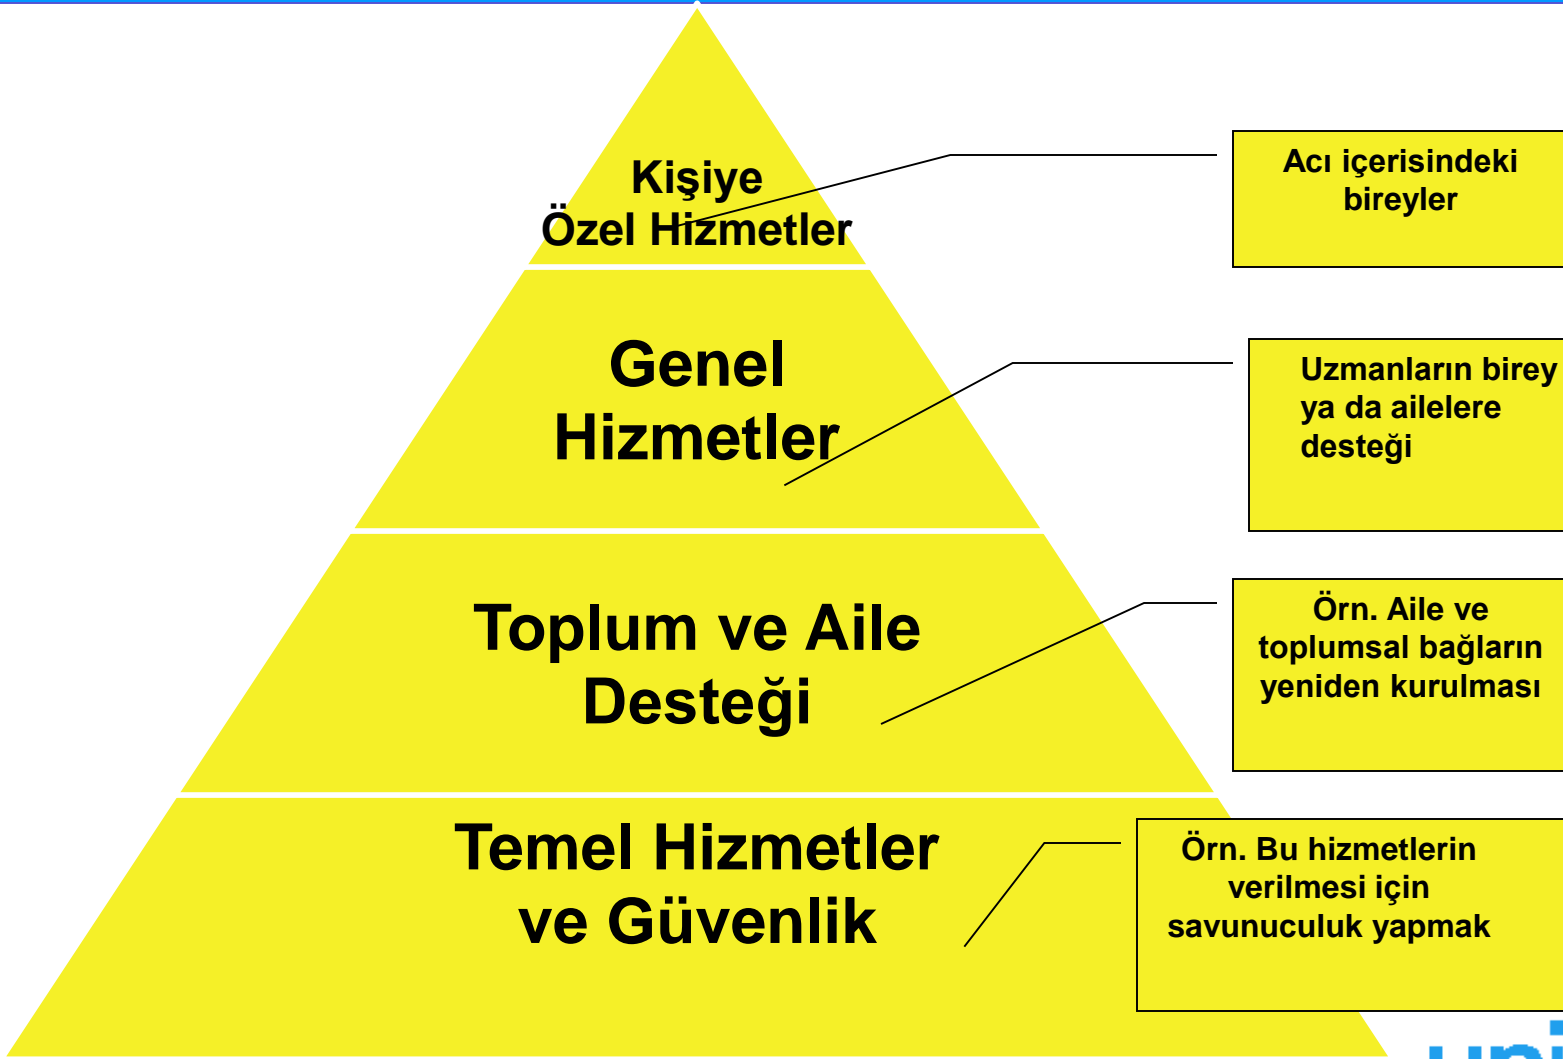 Kişiye
Özel Hizmetler
Acı içerisindeki
bireyler
Genel
Hizmetler
Uzmanların birey
ya da ailelere
desteği
Toplum ve Aile
Desteği
Örn. Aile ve
toplumsal bağların
yeniden kurulması
Temel Hizmetler
ve Güvenlik
Örn. Bu hizmetlerin
verilmesi için
savunuculuk yapmak